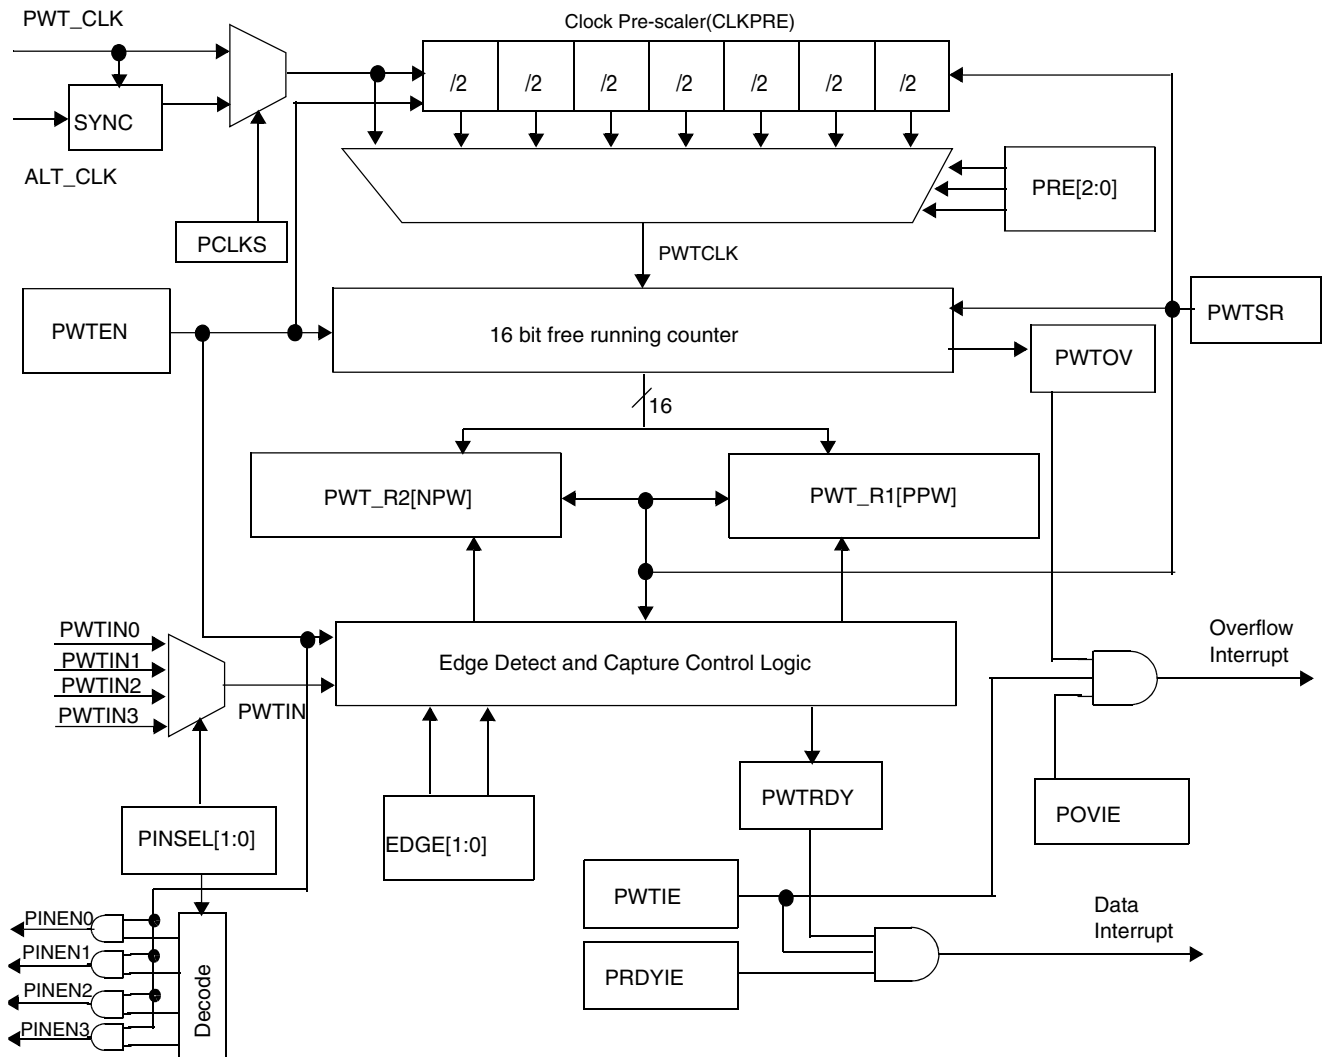 PWT_CLK
Clock Pre-scaler(CLKPRE)
/2 /2 /2 /2 /2 /2 /2
SYNC
ALT_CLK
PRE[2:0]
PCLKS
PWTCLK
PWTEN
16 bit free running counter
PWTSR
PWTOV
16
PWT_R2[NPW]
PWT_R1[PPW]
PWTIN0
PWTIN1
PWTIN2
PWTIN3
PWTIN
Edge Detect and Capture Control Logic
Overflow
Interrupt
PWTRDY
POVIE
PINSEL[1:0]
EDGE[1:0]
PWTIE
Data
Interrupt
PRDYIE
PINEN0
PINEN1
PINEN2
PINEN3
Decode